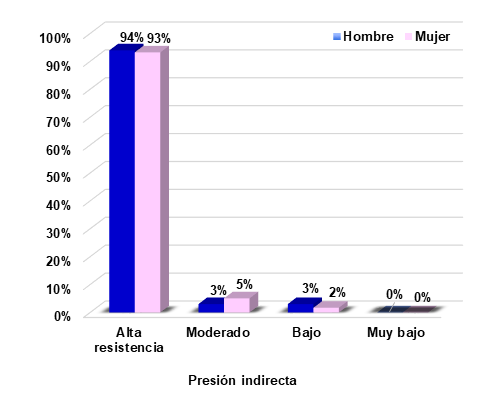 Hombre Mujer
100%
90%
80%
70%
60%
50%
40%
30%
20%
10%
0%
94% 93%
3% 5%
3% 2%
0% 0%
Alta resistencia
Moderado
Bajo
Muy bajo
Presión indirecta